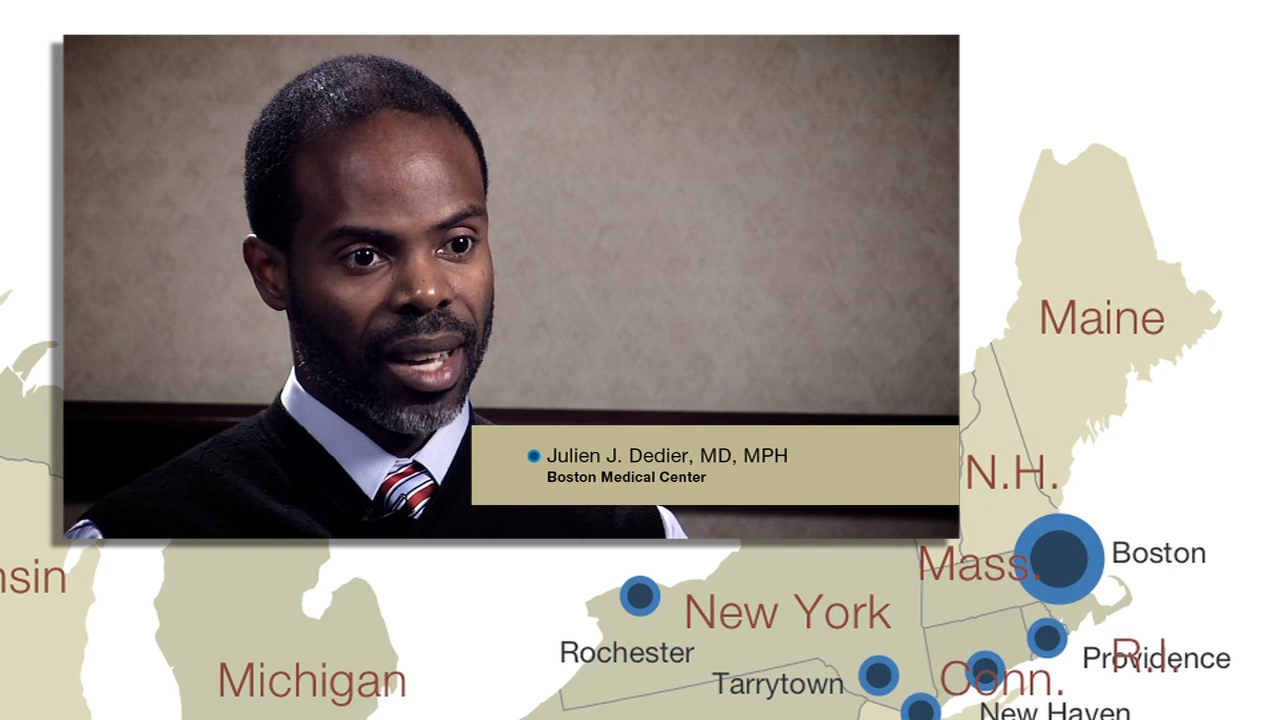 Julien J. Dedier, MD, MPH
Boston Medical Center
Maine
N.H.
Mass.
Boston
nsin
New York
Rochester
R.I.
Providence
Michigan
Tarrytown
Conn.
New Haven